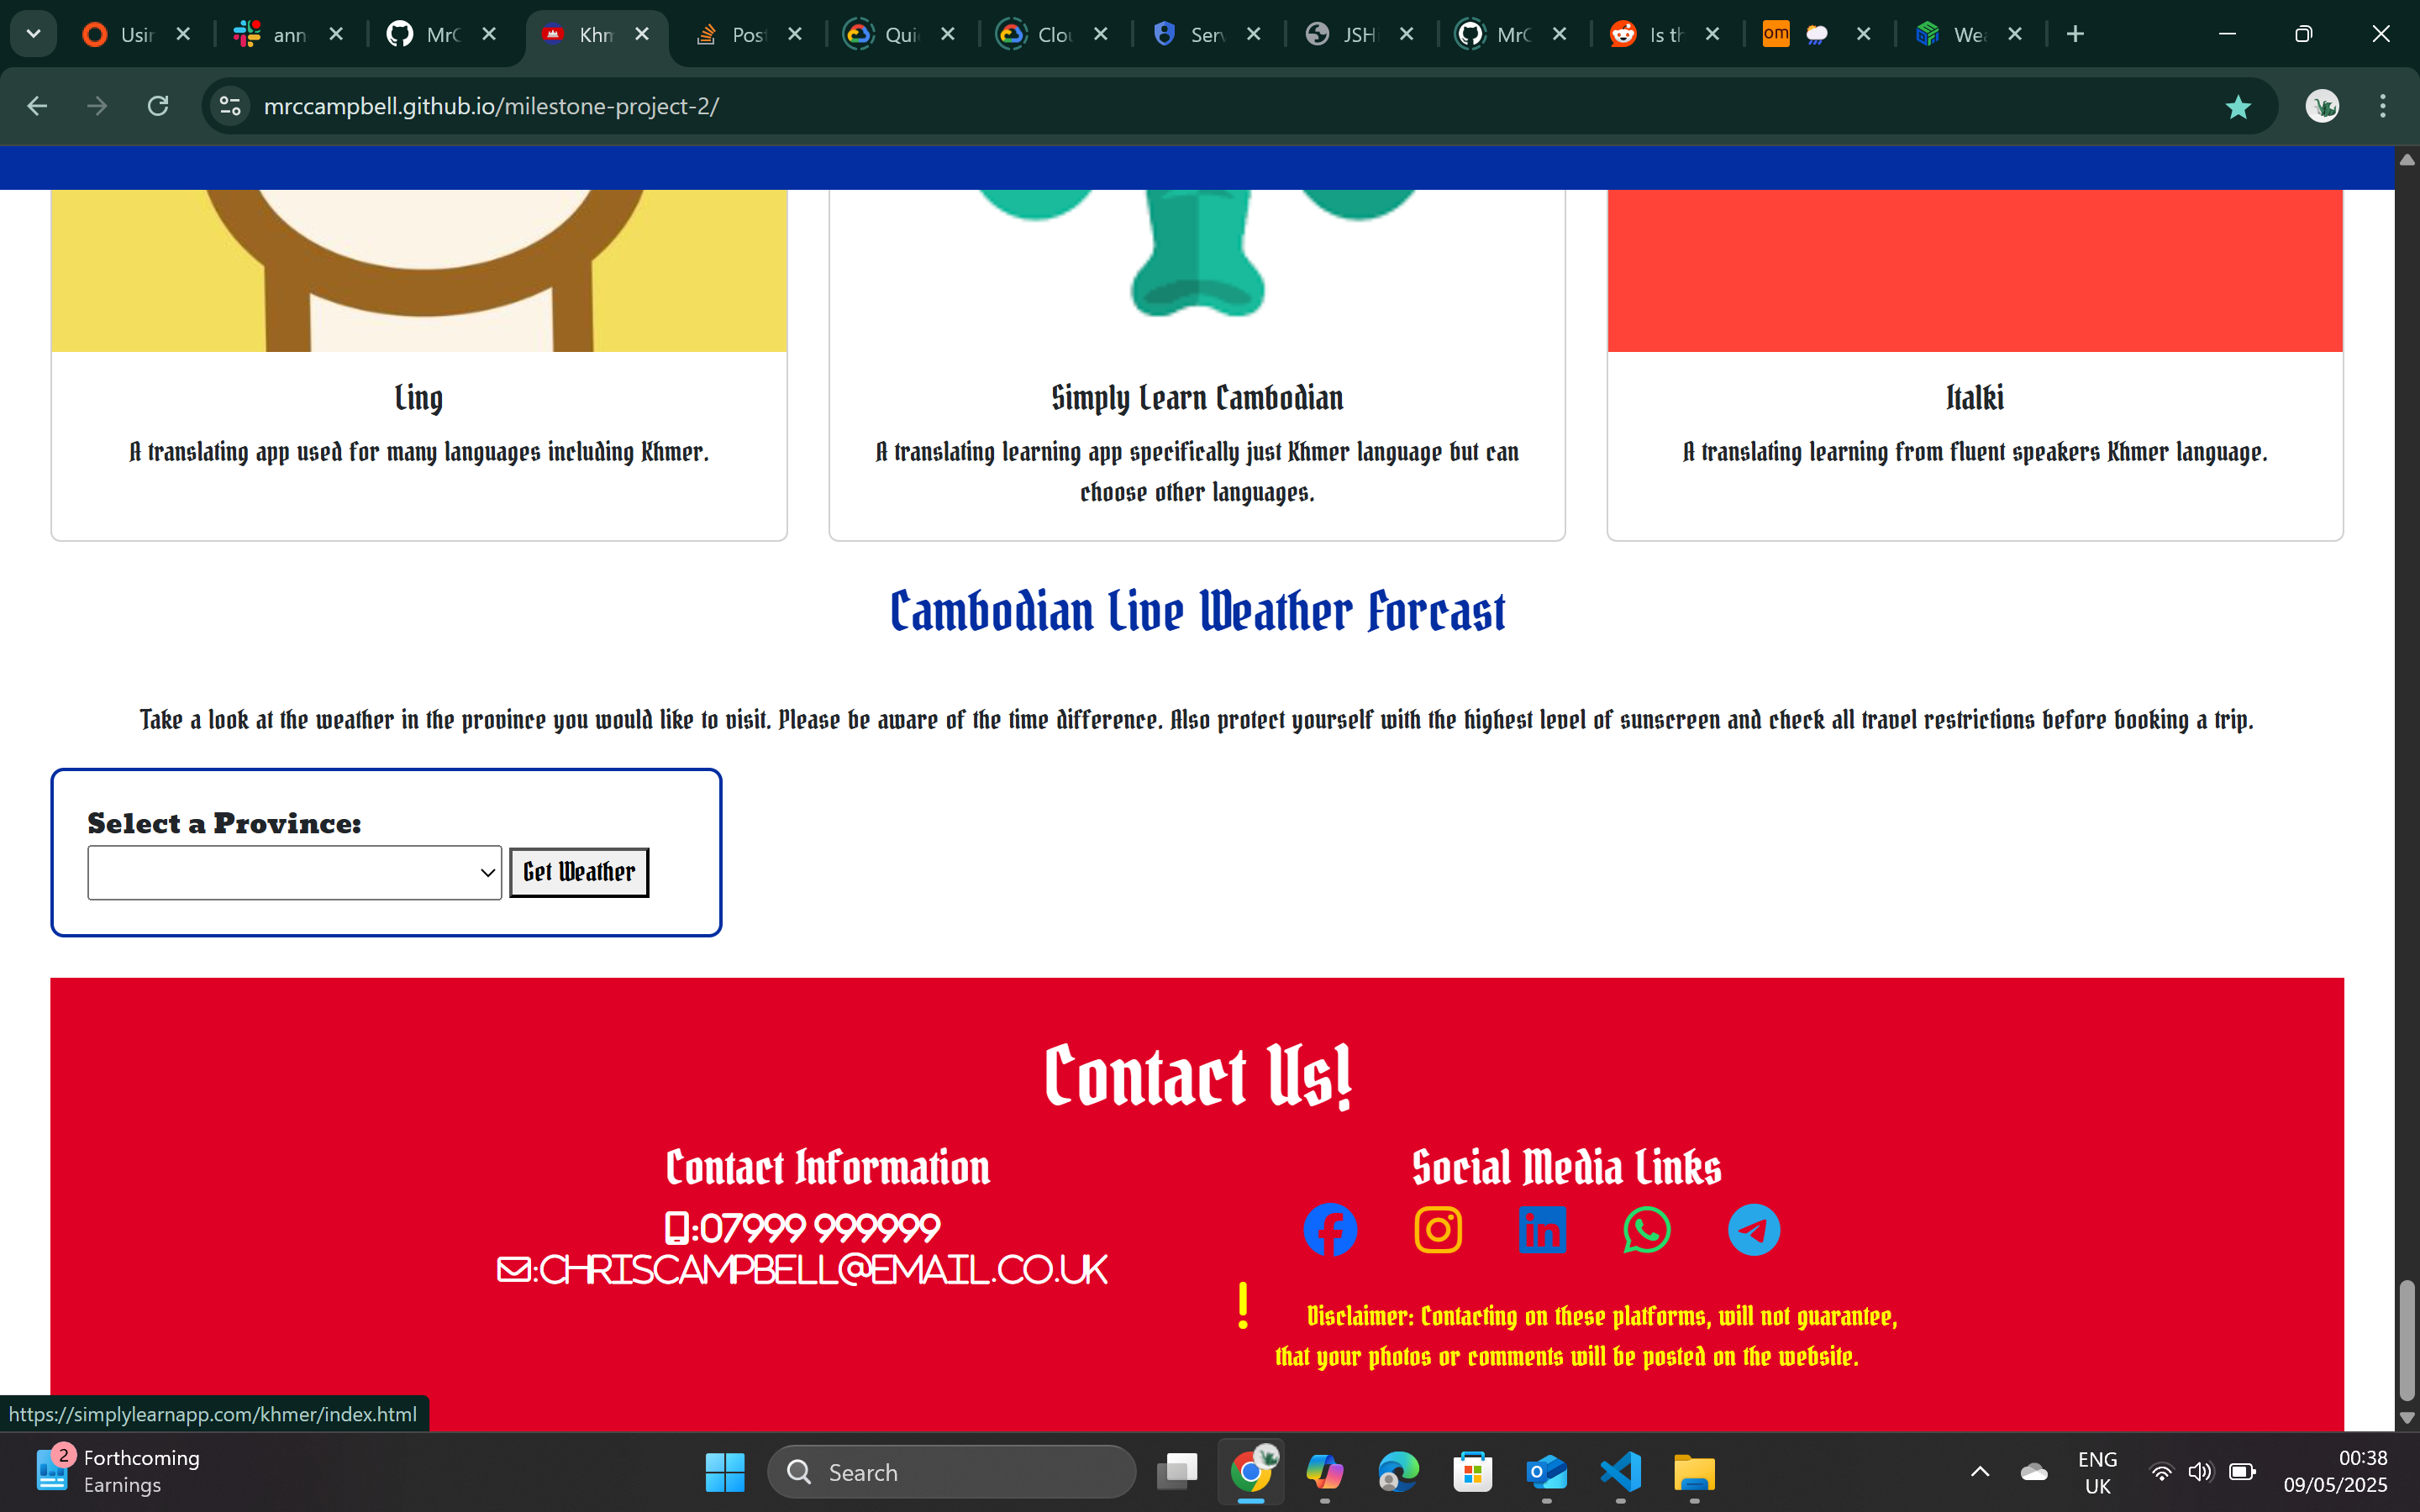 Usin
ann
MrC
Khm
Post
Qui
Clou
Serv
JSHi
MrC
Is th
om
Wea
mrccampbell.github.io/milestone-project-2/
Ling
A translating app used for many languages including Khmer.
Simply Learn Cambodian
A translating learning app specifically just Khmer language but can
choose other languages.
Italki
A translating learning from fluent speakers Khmer language.
Cambodian Live Weather Forcast
Take a look at the weather in the province you would like to visit. Please be aware of the time difference. Also protect yourself with the highest level of sunscreen and check all travel restrictions before booking a trip.
Select a Province:
Get Weather
Contact Us!
Contact Information
:07999 999999
:CHRISCAMPBELL@EMAIL.CO.UK
Social Media Links
Disclaimer: Contacting on these platforms, will not guarantee,
that your photos or comments will be posted on the website.
https://simplylearnapp.com/khmer/index.html
2
Forthcoming
Earnings
Search
ENG
UK
00:38
09/05/2025